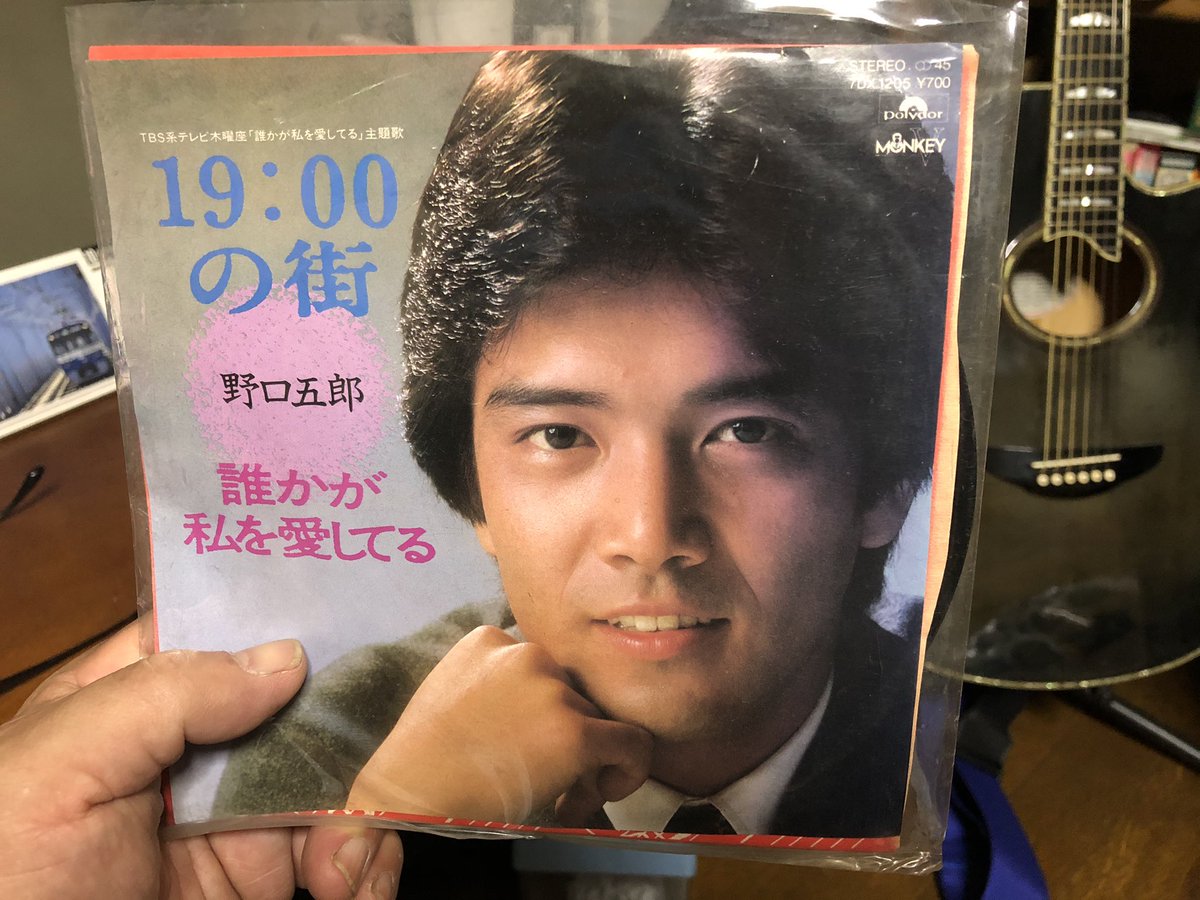 STEREO 45
7DX1205 ¥700
Polydor
MONKEY
TBS系テレビ木曜座「誰かが私を愛してる」主題歌
19:00
の街
野口五郎
誰かが
私を愛してる